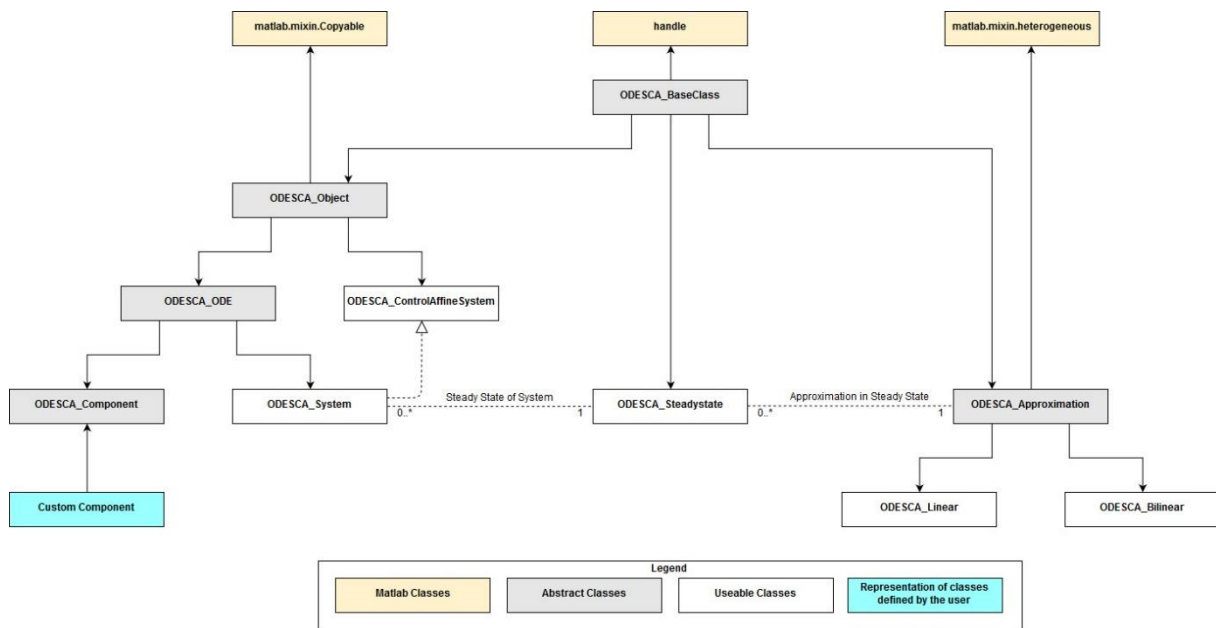 matlab.mixin.Copyable
handle
matlab.mixin.heterogeneous
ODESCA_BaseClass
ODESCA_Object
ODESCA_ODE
ODESCA_ControlAffineSystem
ODESCA_Component
ODESCA_System
Steady State of System
0..*
1
ODESCA_Steadystate
Approximation in Steady State
0..*
1
ODESCA_Approximation
Custom Component
ODESCA_Linear
ODESCA_Bilinear
Legend
Matlab Classes
Abstract Classes
Useable Classes
Representation of classes
defined by the user